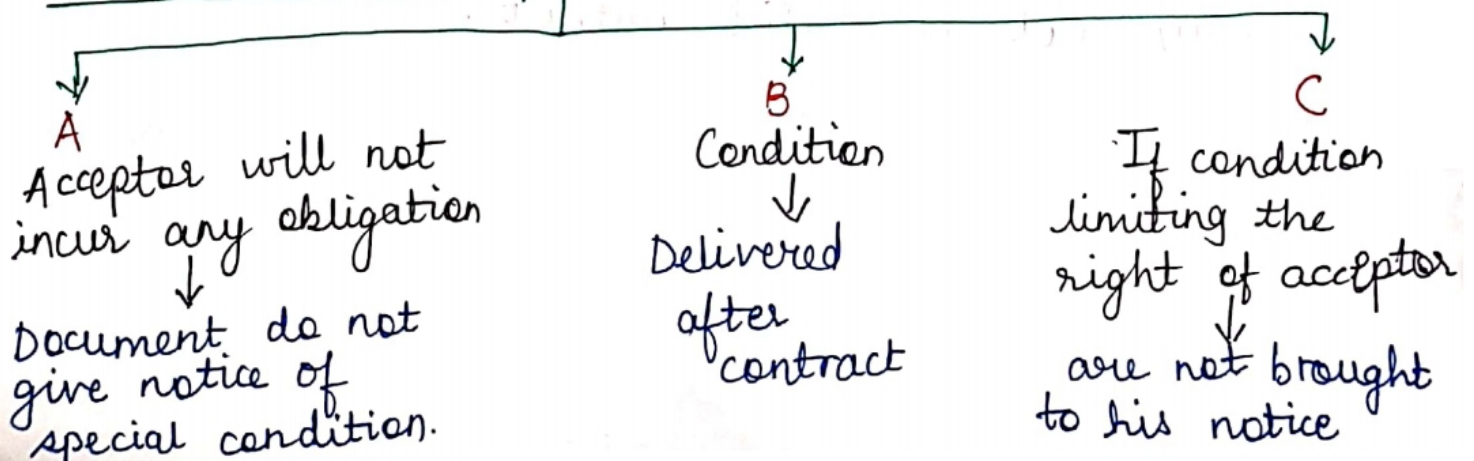 A
Acceptor will not
incur any obligation
Document do not
give notice of
special condition.
B
Condition
Delivered
after
contract
C
If condition
limiting the
right of acceptor
are not brought
to his notice